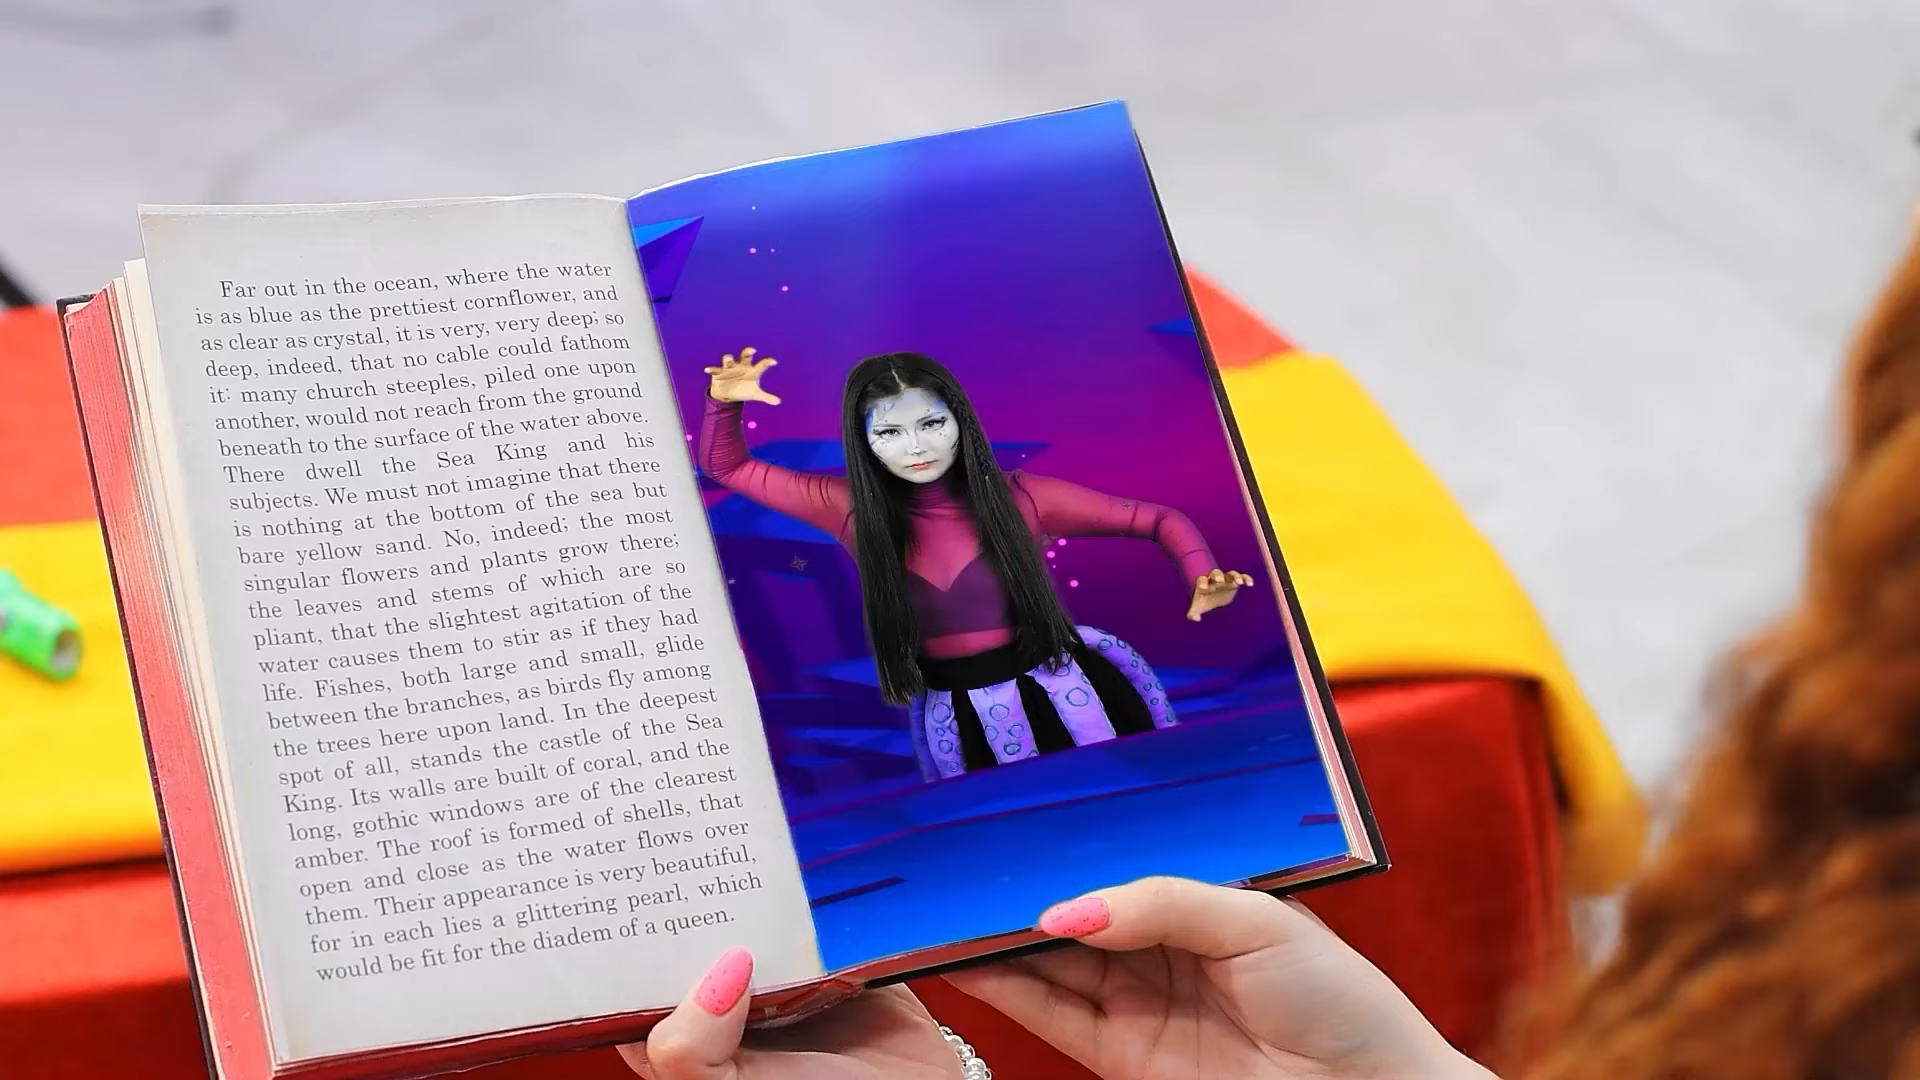 Far out in the ocean, where the water
is as blue as the prettiest cornflower, and
as clear as crystal, it is very, very deep; so
deep, indeed, that no cable could fathom
it: many church steeples, piled one upon
another, would not reach from the ground
beneath to the surface of the water above.
There dwell the Sea King and his
subjects. We must not imagine that there
is nothing at the bottom of the sea but
bare yellow sand. No, indeed; the most
singular flowers and plants grow there;
the leaves and stems of which are so
pliant, that the slightest agitation of the
water causes them to stir as if they had
life. Fishes, both large and small, glide
between the branches, as birds fly among
the trees here upon land. In the deepest
spot of all, stands the castle of the Sea
King. Its walls are built of coral, and the
long, gothic windows are of the clearest
amber. The roof is formed of shells, that
open and close as the water flows over
them. Their appearance is very beautiful,
for in each lies a glittering pearl, which
would be fit for the diadem of a queen.